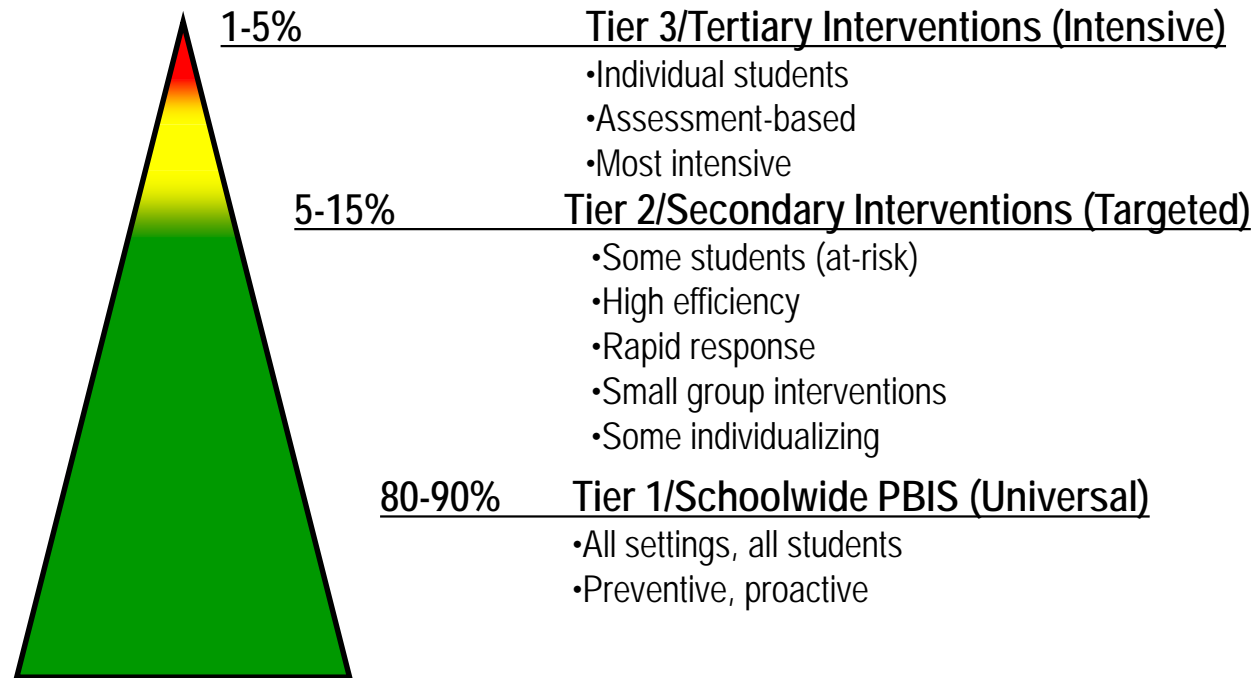 1-5% Tier 3/Tertiary Interventions (Intensive)
•Individual students
•Assessment-based
•Most intensive
5-15% Tier 2/Secondary Interventions (Targeted)
•Some students (at-risk)
•High efficiency
•Rapid response
•Small group interventions
•Some individualizing
80-90% Tier 1/Schoolwide PBIS (Universal)
•All settings, all students
•Preventive, proactive